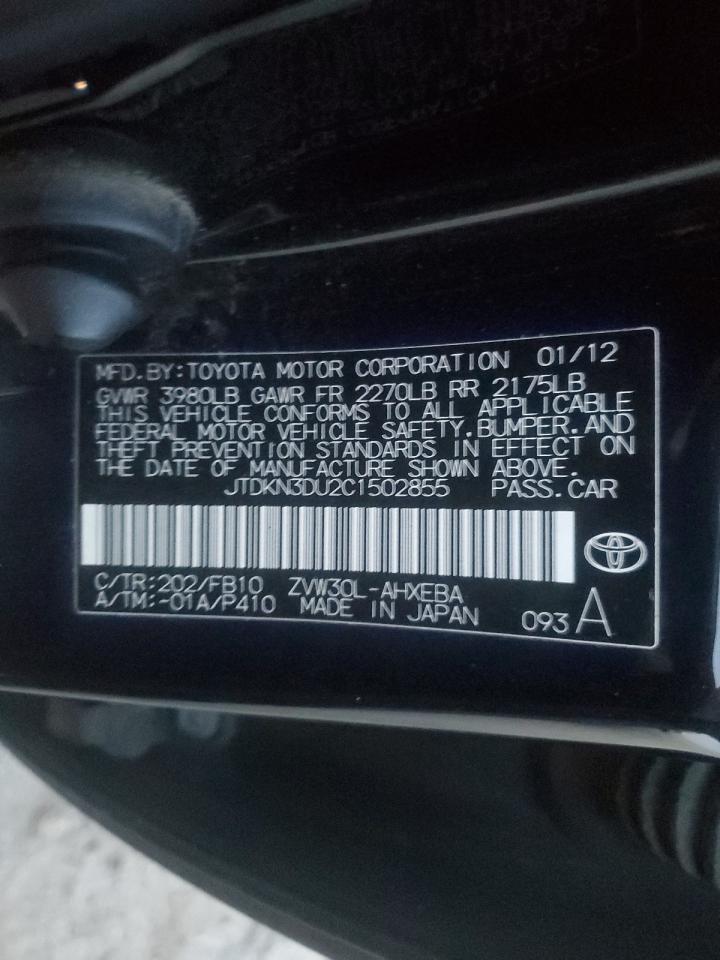 MFD.BY:TOYOTA MOTOR CORPORATION 01/12
GVWR 3980LB GAWR FR 2270LB RR 2175LB
THIS VEHICLE CONFORMS TO ALL APPLICABLE
FEDERAL MOTOR VEHICLE SAFETY,BUMPER,AND
THEFT PREVENTION STANDARDS IN EFFECT ON
THE DATE OF MANUFACTURE SHOWN ABOVE.
JTDKN3DU2C1502855 PASS.CAR
C/TR:202/FB10 ZVW30L-AHXEBA
A/TM:-01A/P410 MADE IN JAPAN 093 A